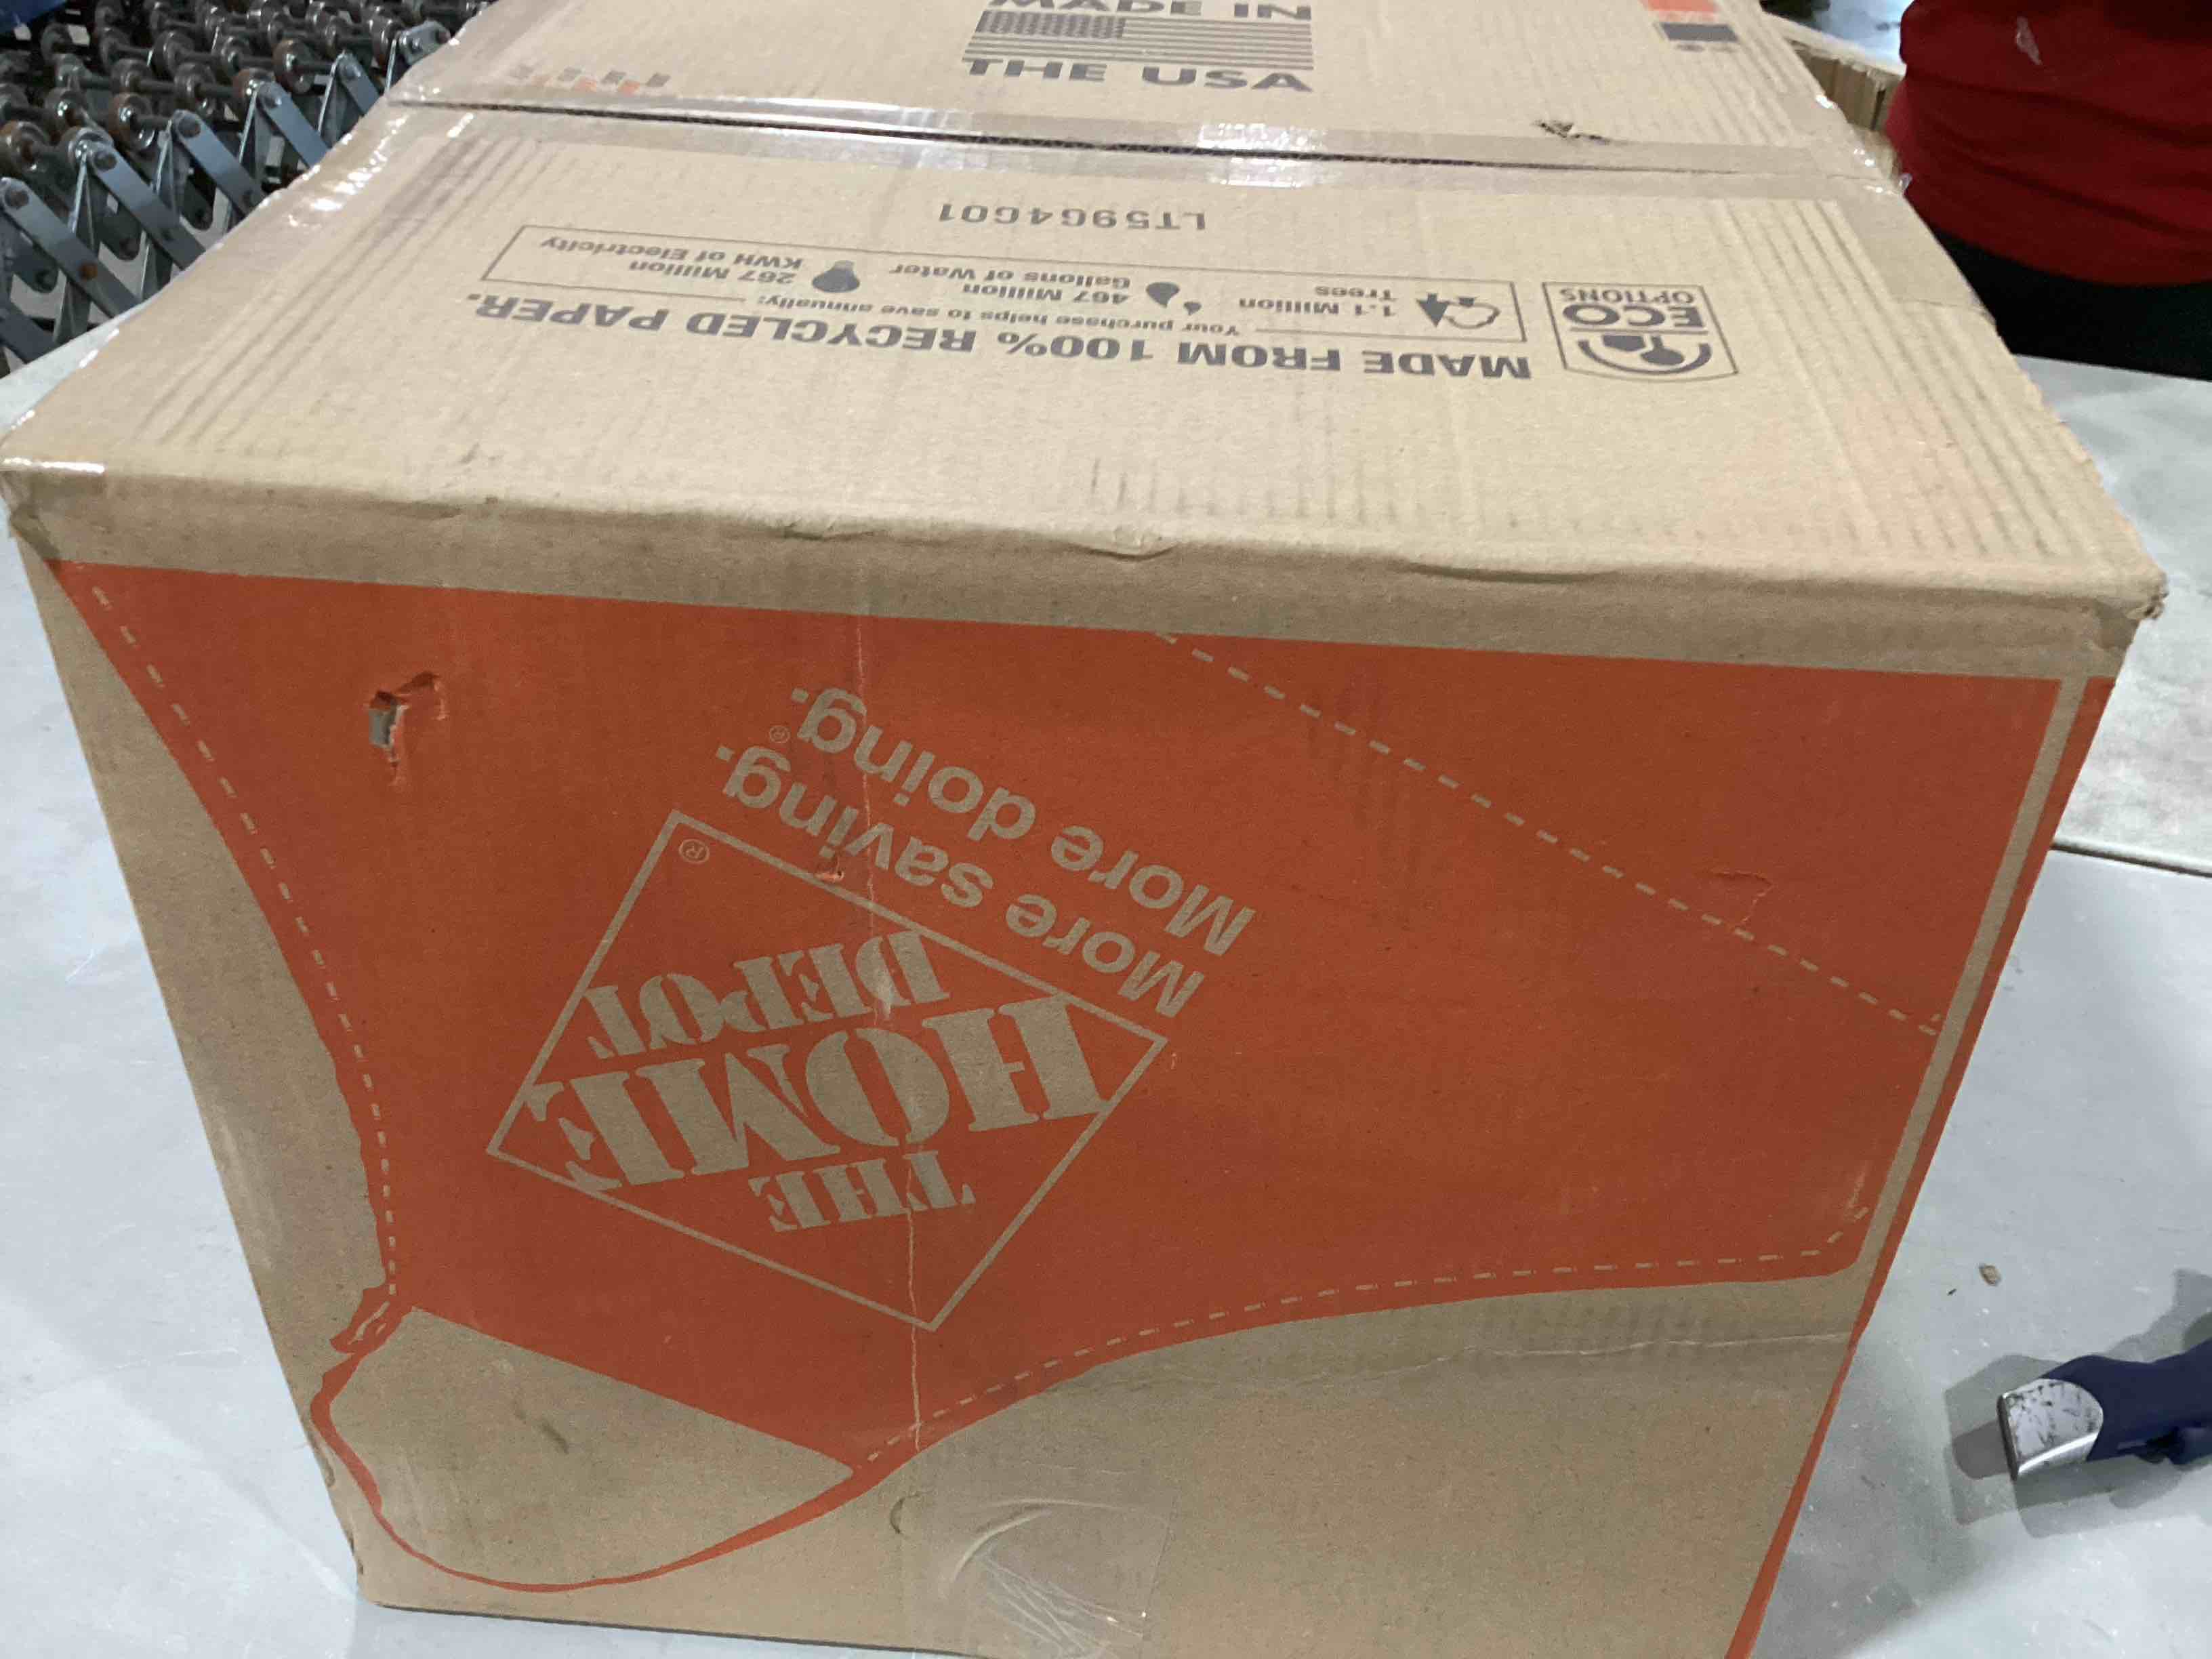 MADE IN
THE USA
LT59G4G01
MADE FROM 100% RECYCLED PAPER.
Your purchase helps to save annually:
1.1 Million
Trees
467 Million
Gallons of Water
267 Million
KWH of Electricity
ECO
OPTIONS
THE
HOME
DEPOT
®
More saving.
More doing.®